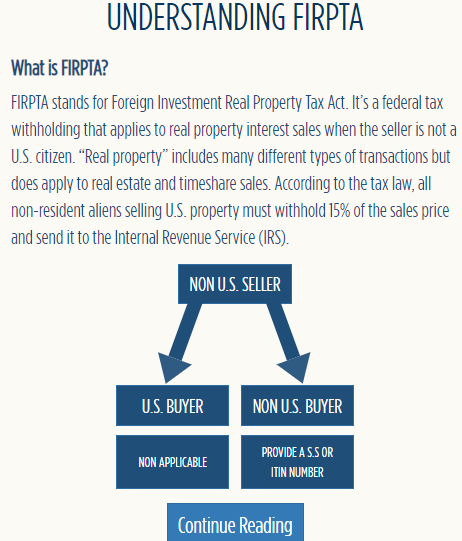 UNDERSTANDING FIRPTA
What is FIRPTA?
FIRPTA stands for Foreign Investment Real Property Tax Act. It's a federal tax
withholding that applies to real property interest sales when the seller is not a
U.S. citizen. “Real property” includes many different types of transactions but
does apply to real estate and timeshare sales. According to the tax law, all
non-resident aliens selling U.S. property must withhold 15% of the sales price
and send it to the Internal Revenue Service (IRS).
NON U.S. SELLER
U.S. BUYER
NON U.S. BUYER
NON APPLICABLE
PROVIDE A S.S OR
ITIN NUMBER
Continue Reading